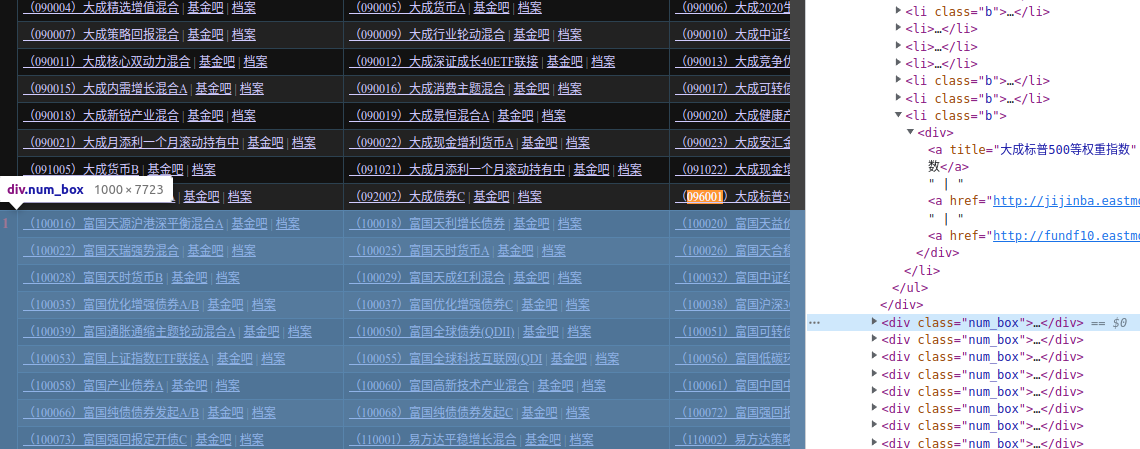 （090004）大成精选增值混合 | 基金吧 | 档案 （090005）大成货币A | 基金吧 | 档案 （090006）大成2020生
（090007）大成策略回报混合 | 基金吧 | 档案 （090009）大成行业轮动混合 | 基金吧 | 档案 （090010）大成中证红
（090011）大成核心双动力混合 | 基金吧 | 档案 （090012）大成深证成长40ETF联接 | 基金吧 | 档案 （090013）大成竞争优
（090015）大成内需增长混合A | 基金吧 | 档案 （090016）大成消费主题混合 | 基金吧 | 档案 （090017）大成可转债
（090018）大成新锐产业混合 | 基金吧 | 档案 （090019）大成景恒混合A | 基金吧 | 档案 （090020）大成健康产
（090021）大成月添利一个月滚动持有中 | 基金吧 | 档案 （090022）大成现金增利货币A | 基金吧 | 档案 （090023）大成安汇金
（091005）大成货币B | 基金吧 | 档案 （091021）大成月添利一个月滚动持有中 | 基金吧 | 档案 （091022）大成现金增
div.num_box 1000 × 7723
A | 基金吧 | 档案 （092002）大成债券C | 基金吧 | 档案 （096001）大成标普50
1
（100016）富国天源沪港深平衡混合A | 基金吧 | 档案 （100018）富国天利增长债券 | 基金吧 | 档案 （100020）富国天益价
（100022）富国天瑞强势混合 | 基金吧 | 档案 （100025）富国天时货币A | 基金吧 | 档案 （100026）富国天合稳
（100028）富国天时货币B | 基金吧 | 档案 （100029）富国天成红利混合 | 基金吧 | 档案 （100032）富国中证红
（100035）富国优化增强债券A/B | 基金吧 | 档案 （100037）富国优化增强债券C | 基金吧 | 档案 （100038）富国沪深30
（100039）富国通胀通缩主题轮动混合A | 基金吧 | 档案 （100050）富国全球债券(QDII) | 基金吧 | 档案 （100051）富国可转债
（100053）富国上证指数ETF联接A | 基金吧 | 档案 （100055）富国全球科技互联网(QDI | 基金吧 | 档案 （100056）富国低碳环
（100058）富国产业债券A | 基金吧 | 档案 （100060）富国高新技术产业混合 | 基金吧 | 档案 （100061）富国中国中
（100066）富国纯债债券发起A/B | 基金吧 | 档案 （100068）富国纯债债券发起C | 基金吧 | 档案 （100072）富国强回报
（100073）富国强回报定开债C | 基金吧 | 档案 （110001）易方达平稳增长混合 | 基金吧 | 档案 （110002）易方达策略
<li class="b">…</li>
<li>…</li>
<li>…</li>
<li>…</li>
<li class="b">…</li>
<li class="b">…</li>
<li class="b">
<div>
<a title="大成标普500等权重指数"
数</a>
" | "
<a href="http://jijinba.eastmo
" | "
<a href="http://fundf10.eastmo
</div>
</li>
</ul>
</div>
… <div class="num_box">…</div> == $0
<div class="num_box">…</div>
<div class="num_box">…</div>
<div class="num_box">…</div>
<div class="num_box">…</div>
<div class="num_box">…</div>
<div class="num_box">…</div>
<div class="num_box">…</div>